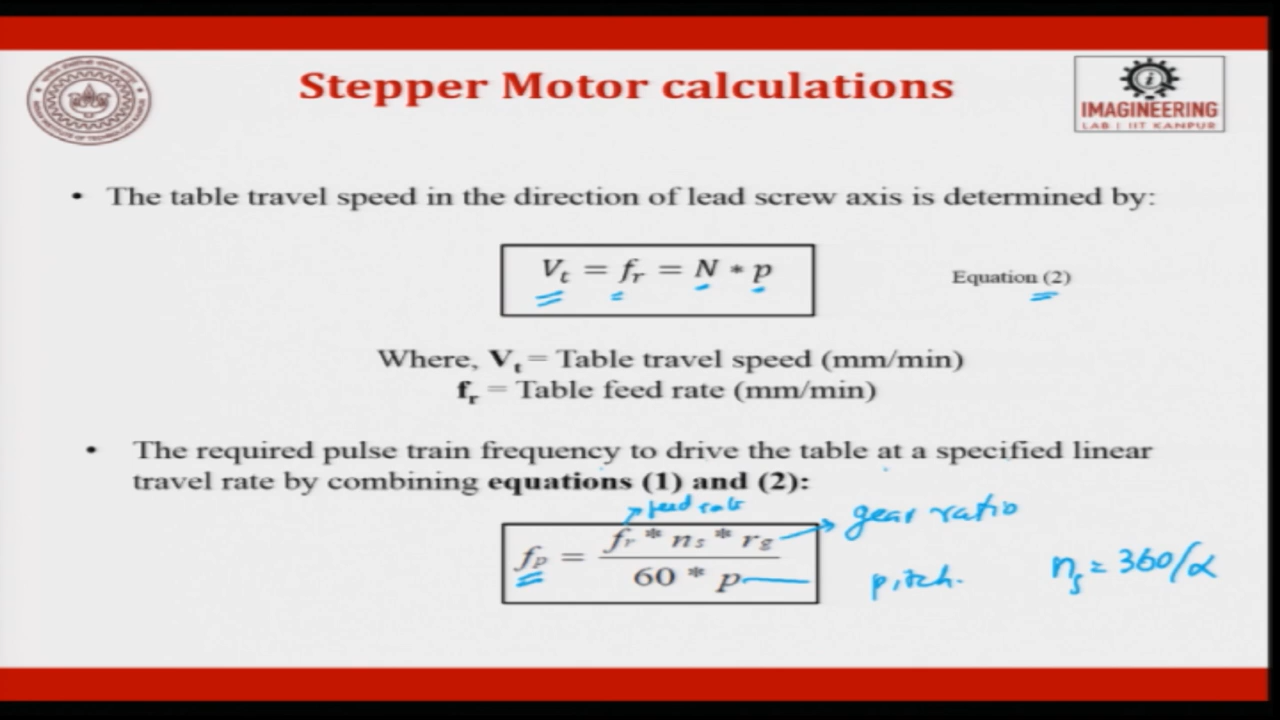 Stepper Motor calculations
IMAGINEERING
LAB | IIT KANPUR
• The table travel speed in the direction of lead screw axis is determined by:
V_t = f_r = N * p
Equation (2)
Where, V_t = Table travel speed (mm/min)
f_r = Table feed rate (mm/min)
• The required pulse train frequency to drive the table at a specified linear
travel rate by combining equations (1) and (2):
feed rate
gear ratio
f_p = f_r * n_s * r_g / 60 * p
pitch.
n_s = 360/α